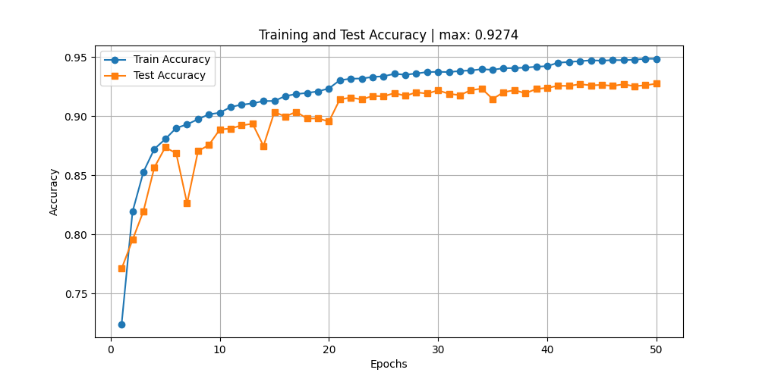 Training and Test Accuracy | max: 0.9274
Train Accuracy
Test Accuracy
0.95
0.90
0.85
0.80
0.75
Accuracy
0
10
20
30
40
50
Epochs